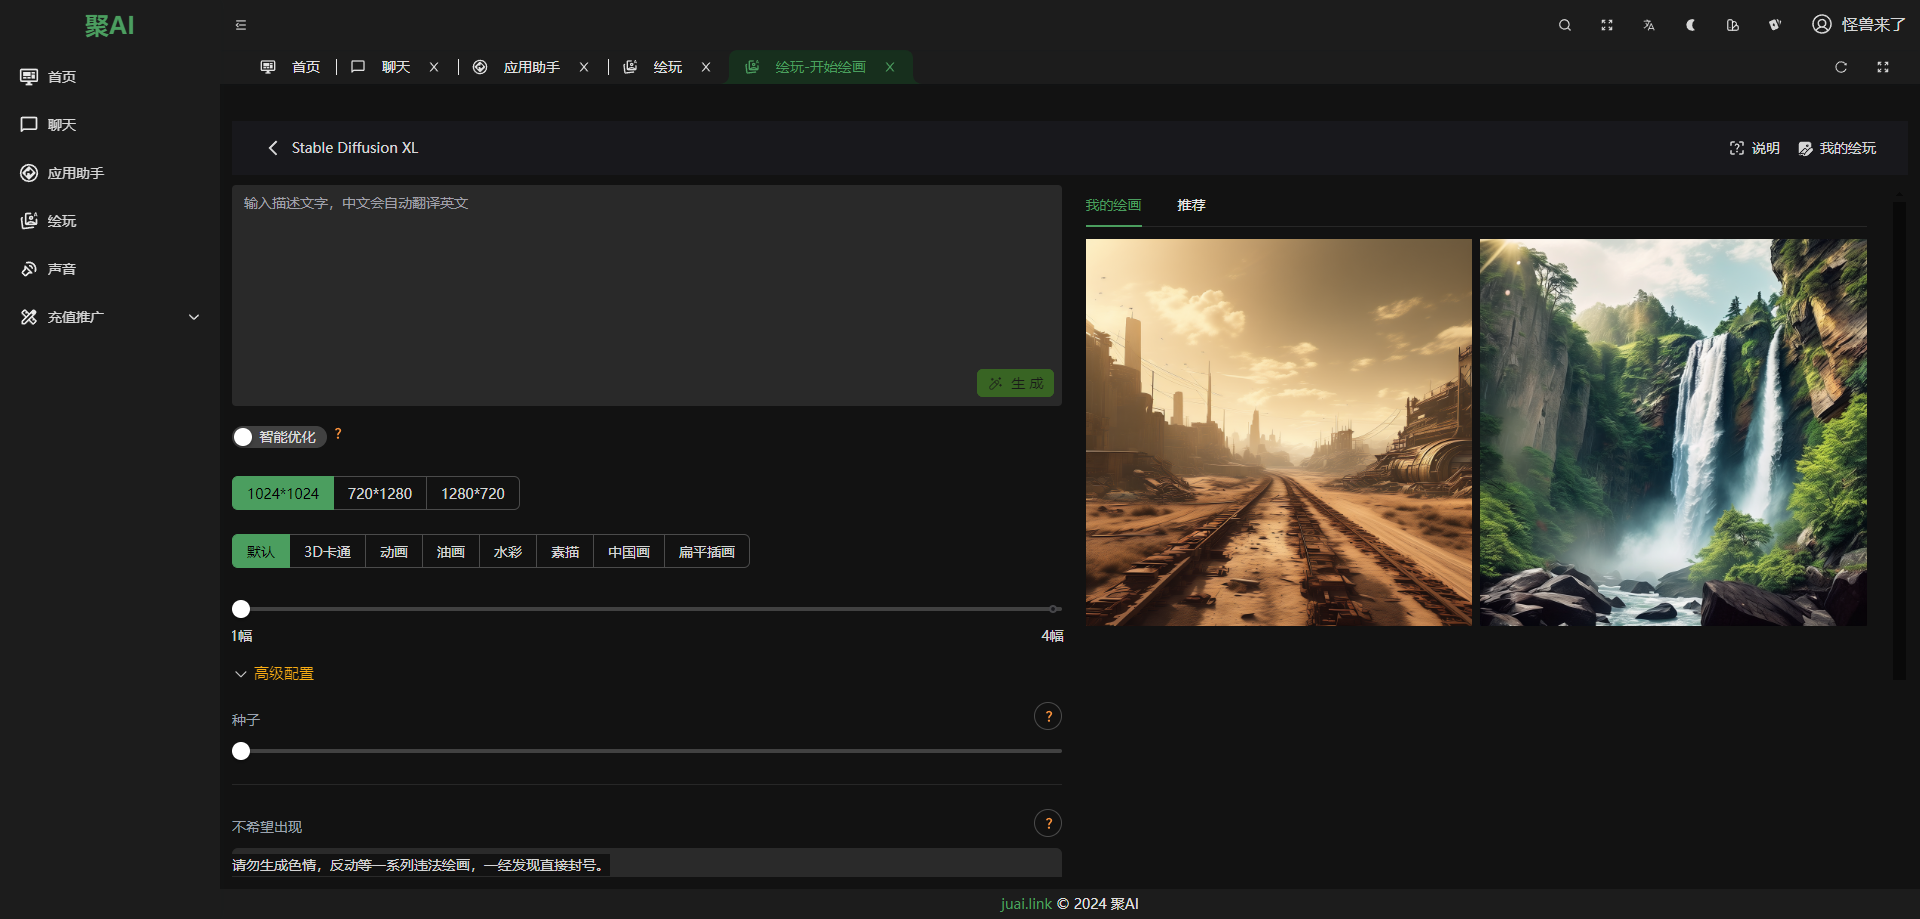 聚AI
怪兽来了
首页
聊天
应用助手
绘玩
声音
充值推广
首页 聊天 应用助手 绘玩 绘玩-开始绘画
Stable Diffusion XL
说明 我的绘玩
输入描述文字，中文会自动翻译英文
生成
智能优化 ?
1024*1024 720*1280 1280*720
默认 3D卡通 动画 油画 水彩 素描 中国画 扁平插画
1幅 4幅
高级配置
种子 ?
不希望出现 ?
请勿生成色情，反动等一系列违法绘画，一经发现直接封号。
我的绘画 推荐
juai.link © 2024 聚AI